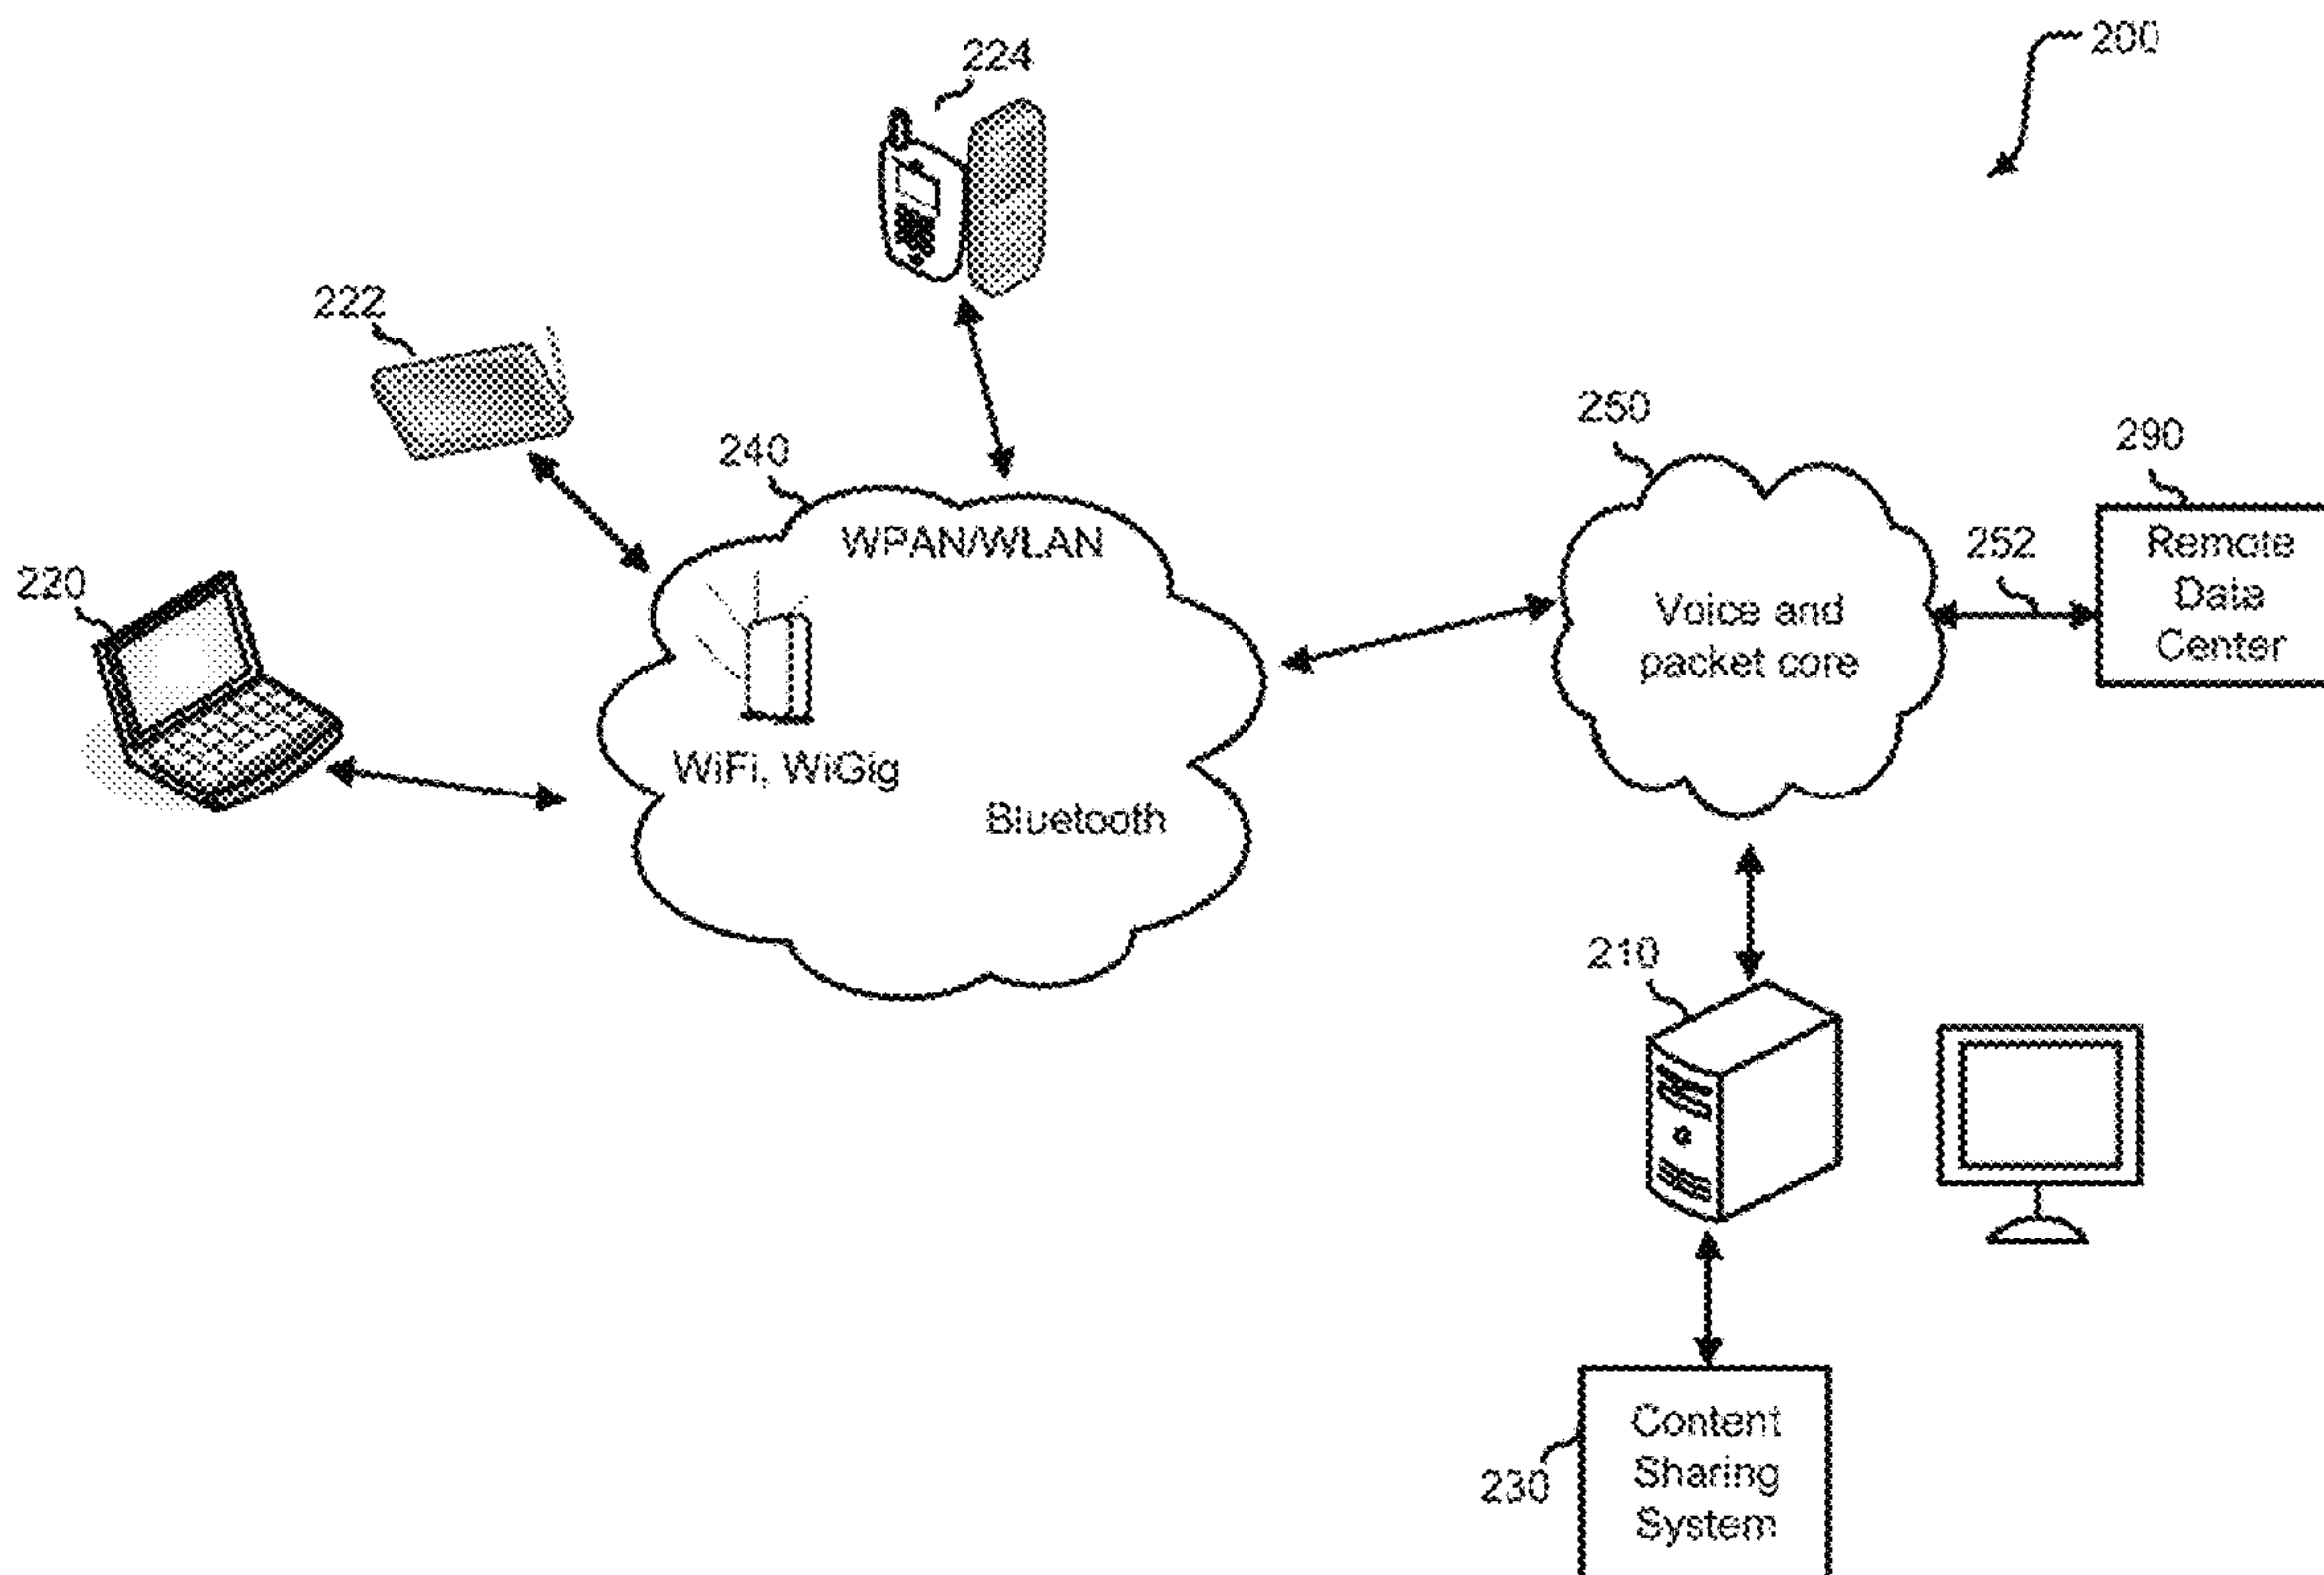 200
224
222
240
WPAN/WLAN
220
WiFi, WiGig
Bluetooth
250
Voice and
packet core
252
290
Remote
Data
Center
210
230
Content
Sharing
System